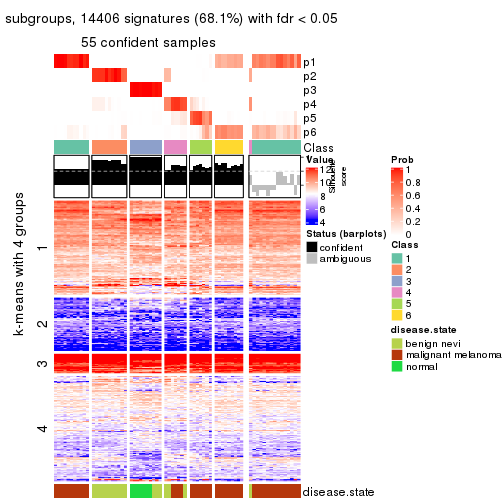 subgroups, 14406 signatures (68.1%) with fdr < 0.05
55 confident samples
p1
p2
p3
p4
p5
p6
Class
k-means with 4 groups
1
2
3
4
disease.state
Value
12
10
8
6
4
Silhouette
score
Status (barplots)
confident
ambiguous
Prob
1
0.8
0.6
0.4
0.2
0
Class
1
2
3
4
5
6
disease.state
benign nevi
malignant melanoma
normal